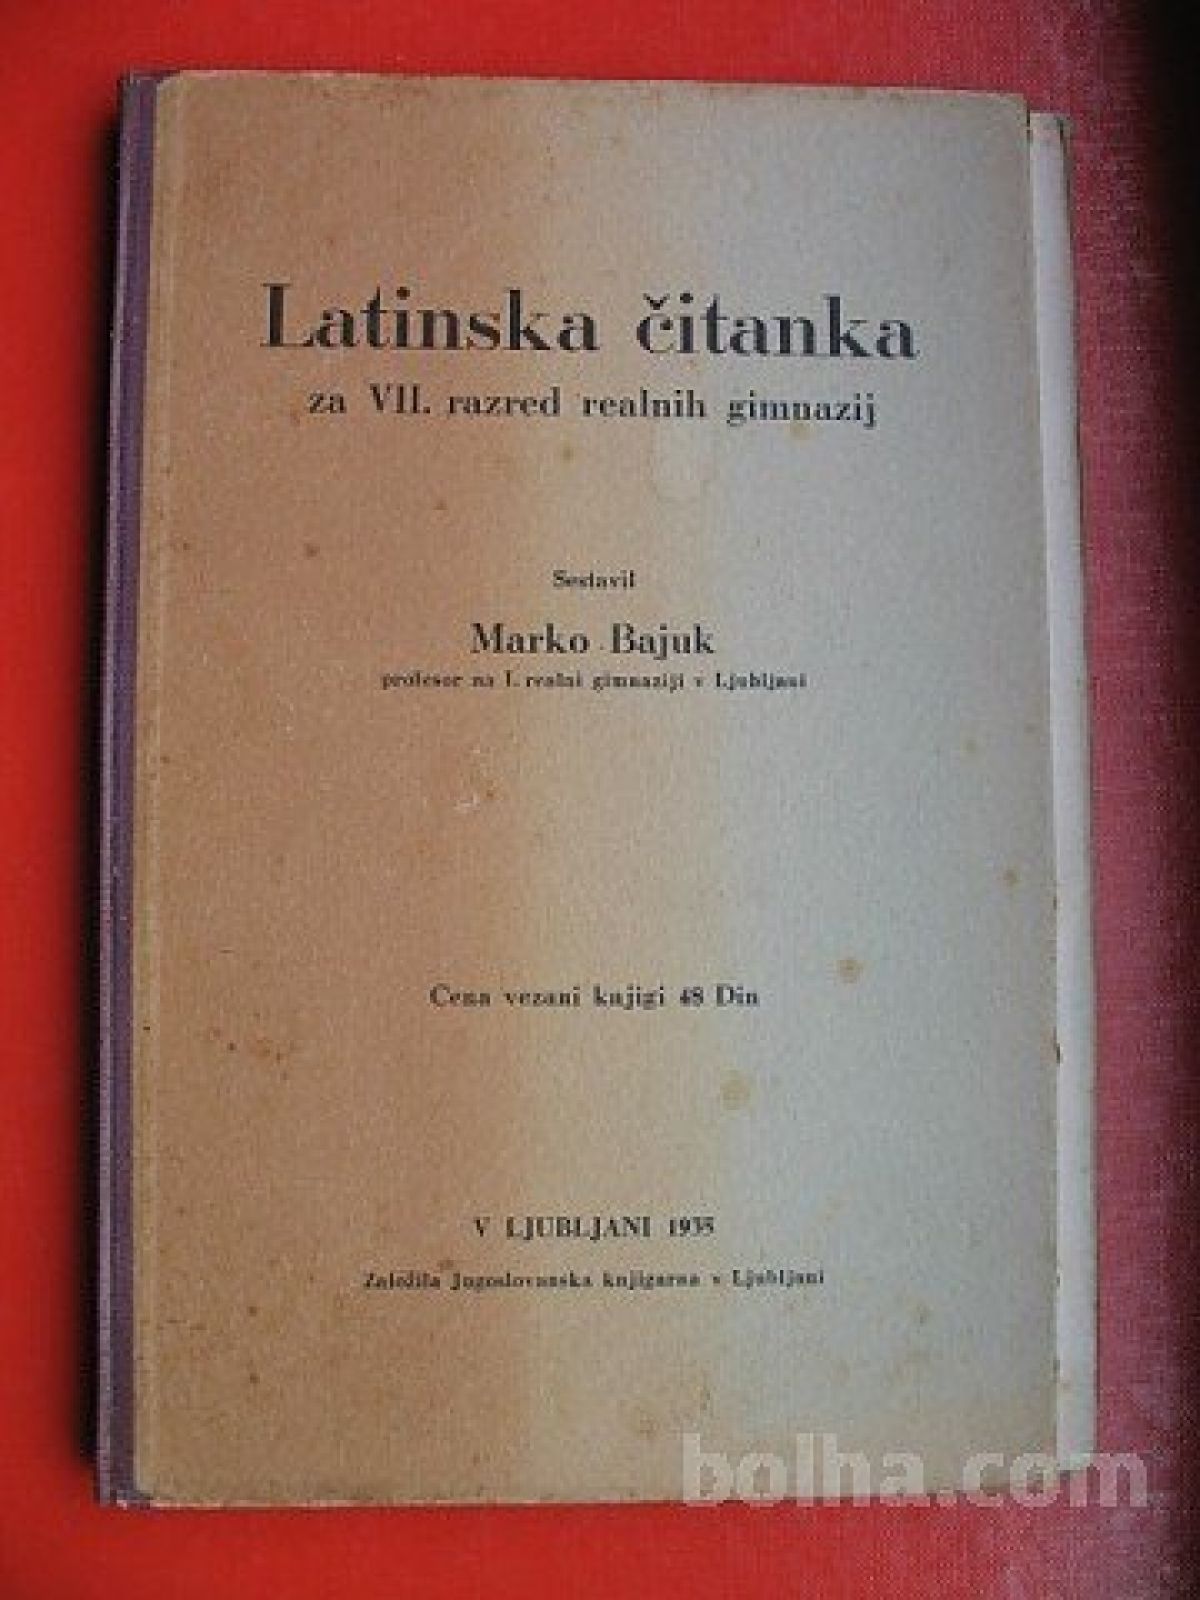 Latinska čitanka
za VII. razred realnih gimnazij
Sestavil
Marko Bajuk
profesor na I. realni gimnaziji v Ljubljani
Cena vezani knjigi 48 Din
V LJUBLJANI 1935
Založila Jugoslovanska knjigarna v Ljubljani
bolha.com